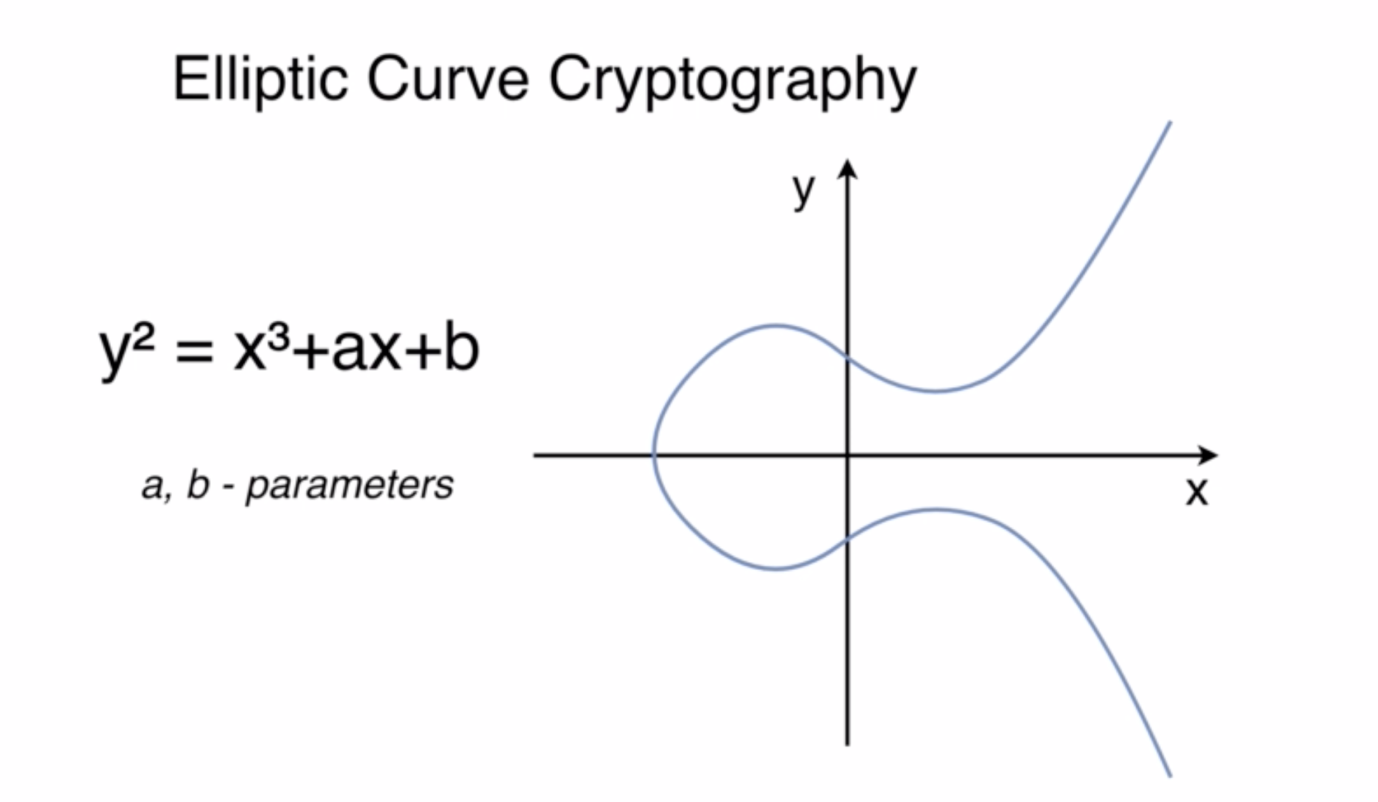 Elliptic Curve Cryptography
y
y² = x³+ax+b
a, b - parameters
x